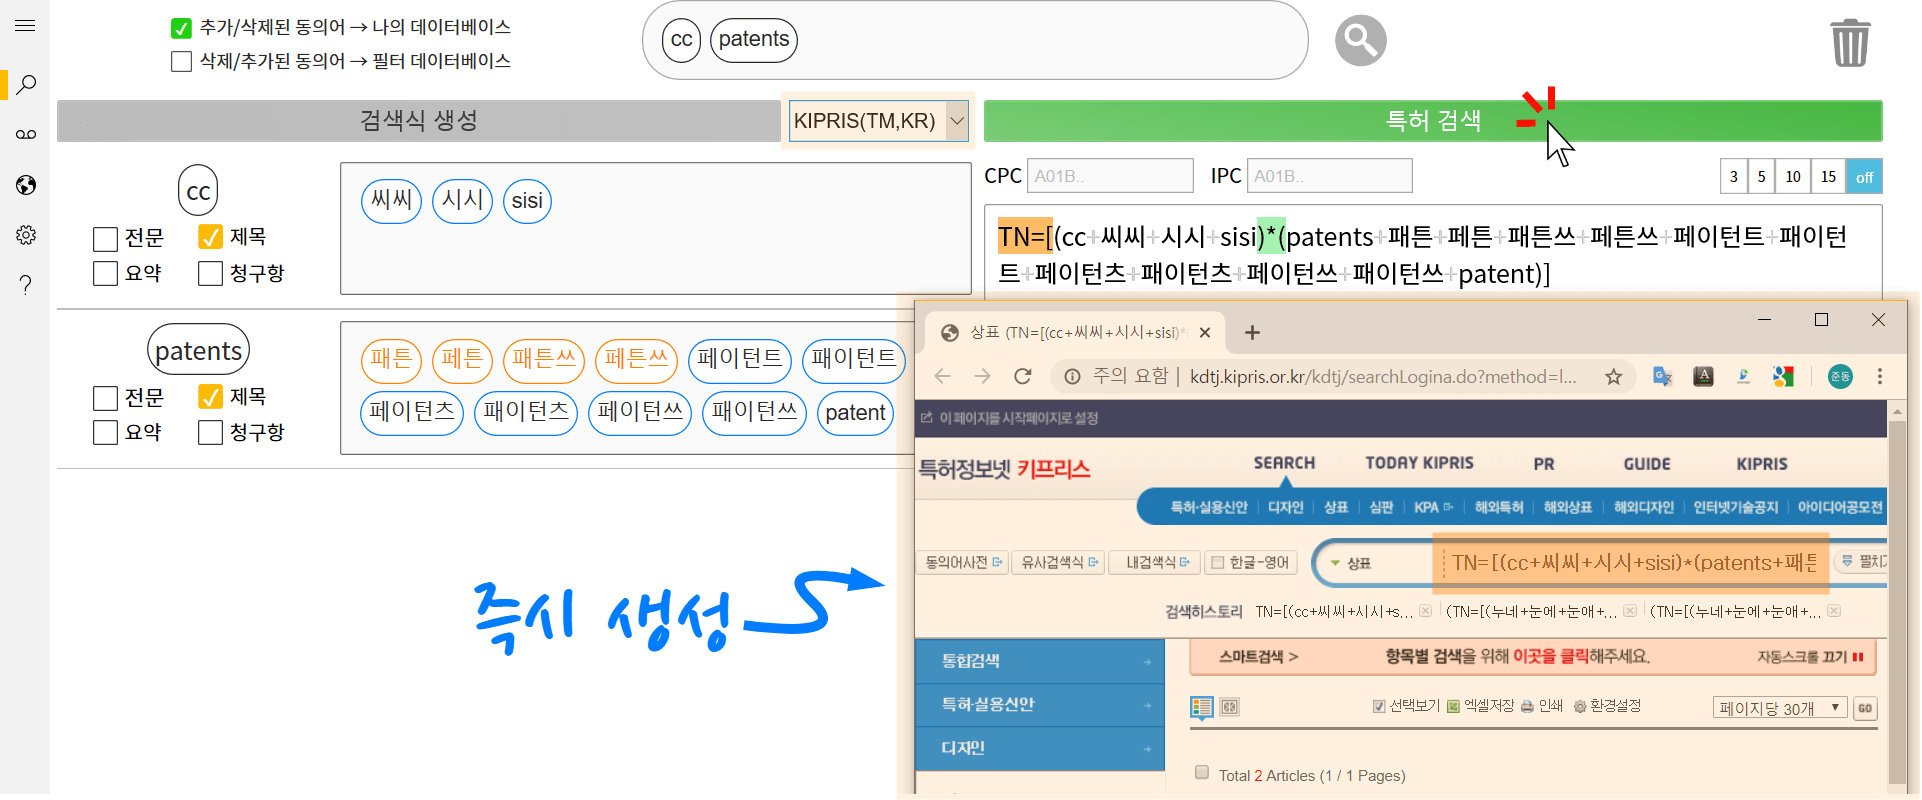 추가/삭제된 동의어 → 나의 데이터베이스
삭제/추가된 동의어 → 필터 데이터베이스
cc patents
검색식 생성
KIPRIS(TM,KR)
특허 검색
CPC A01B.. IPC A01B..
3 5 10 15 off
cc
전문 제목
요약 청구항
씨씨 시시 sisi
TN=[(cc+씨씨+시시+sisi)*(patents+패튼+페튼+패튼쓰+페튼쓰+페이턴트+패이턴
트+페이턴츠+패이턴츠+페이턴쓰+패이턴쓰+patent)]
patents
전문 제목
요약 청구항
패튼 페튼 패튼쓰 페튼쓰 페이턴트 패이턴트
페이턴츠 패이턴츠 페이턴쓰 패이턴쓰 patent
즉시 생성
상표 (TN=[(cc+씨씨+시시+sisi)*
주의 요함 | kdtj.kipris.or.kr/kdtj/searchLogina.do?method=l...
준동
이 페이지를 시작페이지로 설정
특허정보넷 키프리스
SEARCH TODAY KIPRIS PR GUIDE KIPRIS
특허·실용신안 디자인 상표 심판 KPA 해외특허 해외상표 해외디자인 인터넷기술공지 아이디어공모전
동의어사전 유사검색식 내검색식 한글-영어 상표 TN=[(cc+씨씨+시시+sisi)*(patents+패튼 펼치기
검색히스토리 TN=[(cc+씨씨+시시+s... (TN=[(누네+눈에+눈애+... (TN=[(누네+눈에+눈애+...
통합검색
특허·실용신안
디자인
스마트검색 > 항목별 검색을 위해 이곳을 클릭해주세요. 자동스크롤 끄기
선택보기 엑셀저장 인쇄 환경설정 페이지당 30개 GO
Total 2 Articles (1 / 1 Pages)